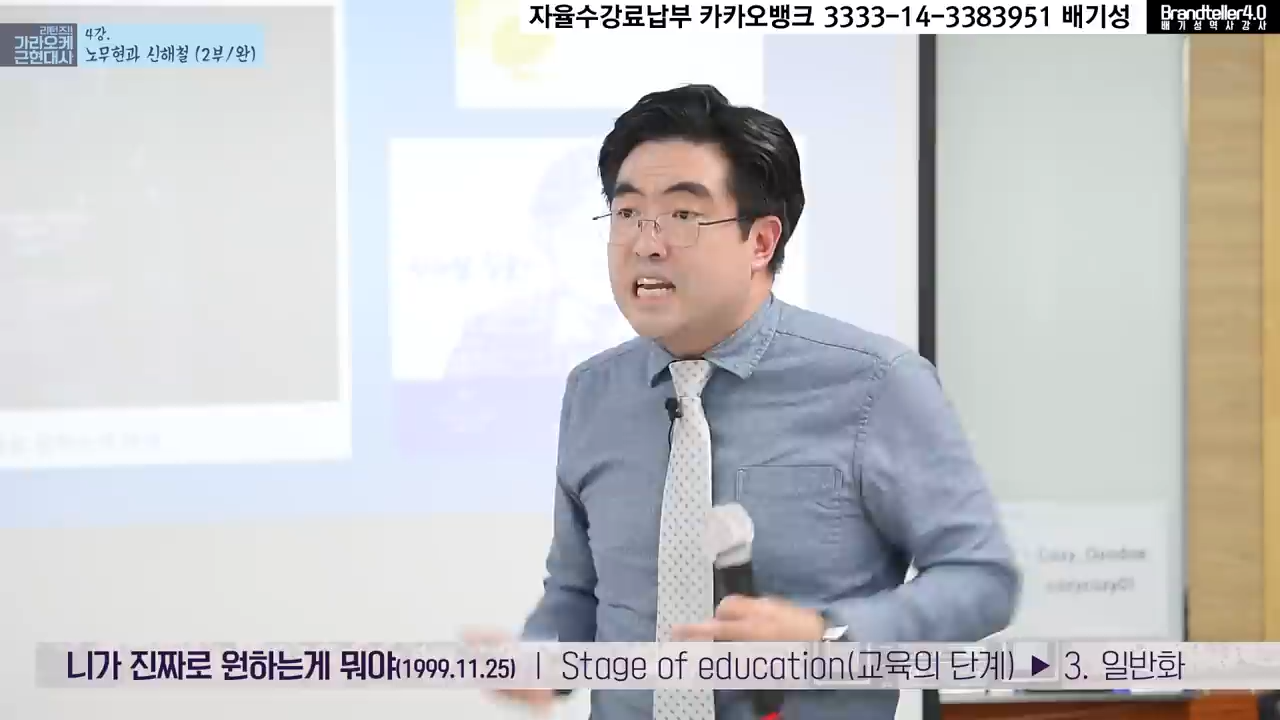 자율수강료납부 카카오뱅크 3333-14-3383951 배기성
Brandteller4.0
배기성역사강사
리턴즈!!
가라오케
근현대사
4강.
노무현과 신해철 (2부/완)
니가 진짜로 원하는게 뭐야(1999.11.25) | Stage of education(교육의 단계) ▶ 3. 일반화